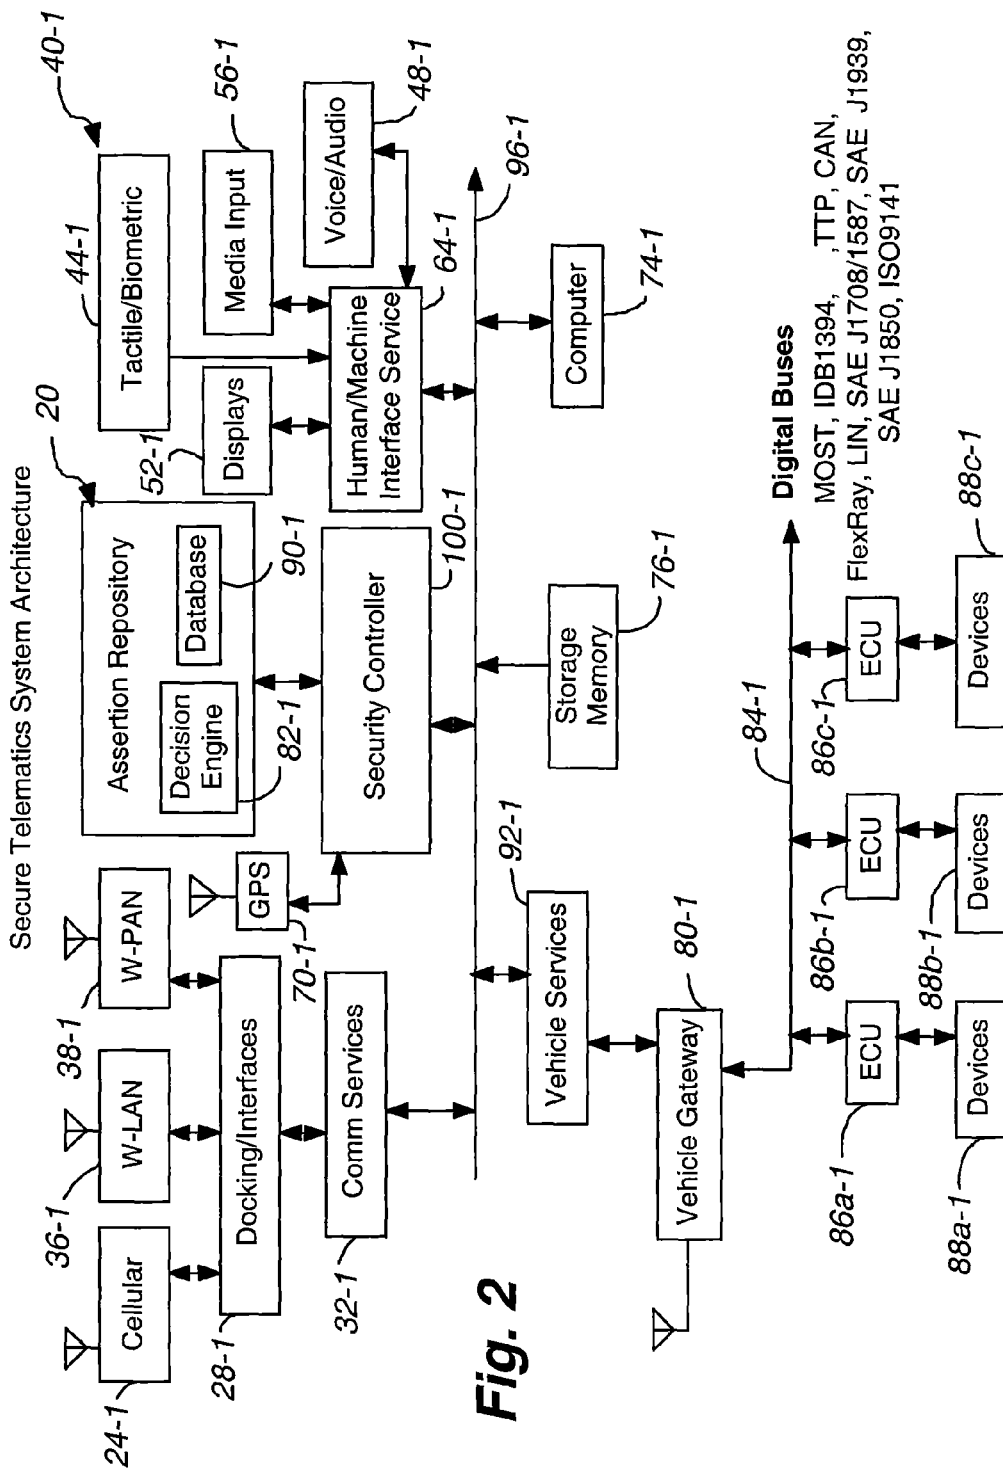 Secure Telematics System Architecture
40-1
20
44-1
Tactile/Biometric
56-1
Media Input
48-1
Voice/Audio
52-1
Displays
Human/Machine
Interface Service
64-1
Assertion Repository
Decision
Engine
82-1
Database
90-1
Security Controller
100-1
38-1
W-PAN
36-1
W-LAN
24-1
Cellular
GPS
70-1
Docking/Interfaces
28-1
Comm Services
32-1
96-1
Computer
74-1
Storage
Memory
76-1
Vehicle Services
92-1
Vehicle Gateway
80-1
84-1
Digital Buses
MOST, IDB1394, ,TTP, CAN,
FlexRay, LIN, SAE J1708/1587, SAE J1939,
SAE J1850, ISO9141
ECU
86a-1
ECU
86b-1
ECU
86c-1
Devices
88a-1
Devices
88b-1
Devices
88c-1
Fig. 2